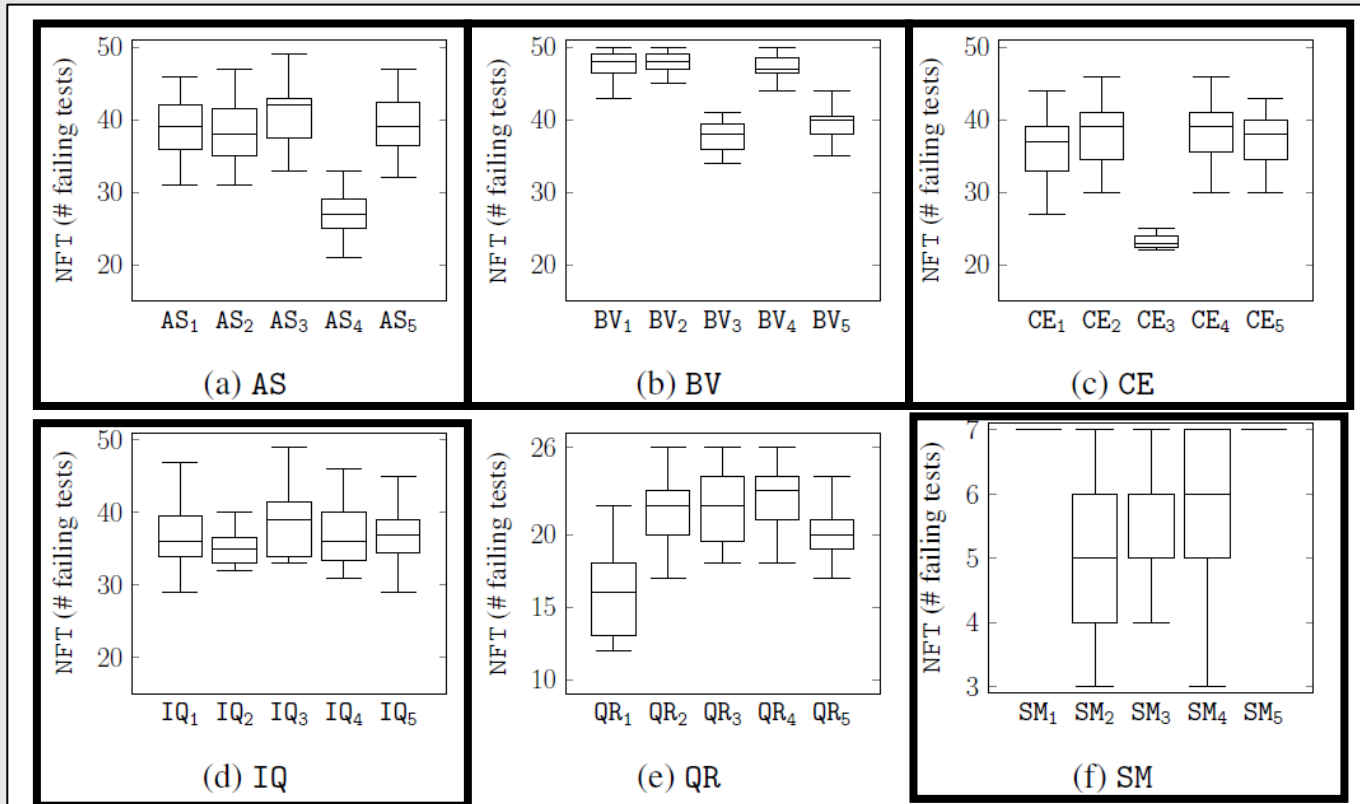 NFT (# failing tests)
50
40
30
20
AS₁ AS₂ AS₃ AS₄ AS₅
(a) AS
NFT (# failing tests)
50
40
30
20
BV₁ BV₂ BV₃ BV₄ BV₅
(b) BV
NFT (# failing tests)
50
40
30
20
CE₁ CE₂ CE₃ CE₄ CE₅
(c) CE
NFT (# failing tests)
50
40
30
20
IQ₁ IQ₂ IQ₃ IQ₄ IQ₅
(d) IQ
NFT (# failing tests)
26
20
15
10
QR₁ QR₂ QR₃ QR₄ QR₅
(e) QR
NFT (# failing tests)
7
6
5
4
3
SM₁ SM₂ SM₃ SM₄ SM₅
(f) SM